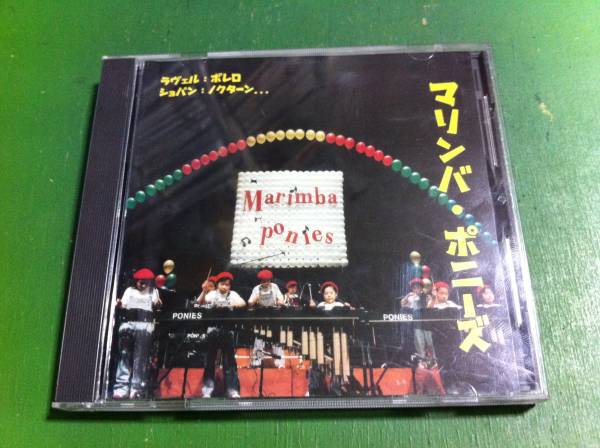 ラヴェル：ボレロ
ショパン：ノクターン...
マリンバ・ポニーズ
Marimba
ponies
PONIES
PONIES